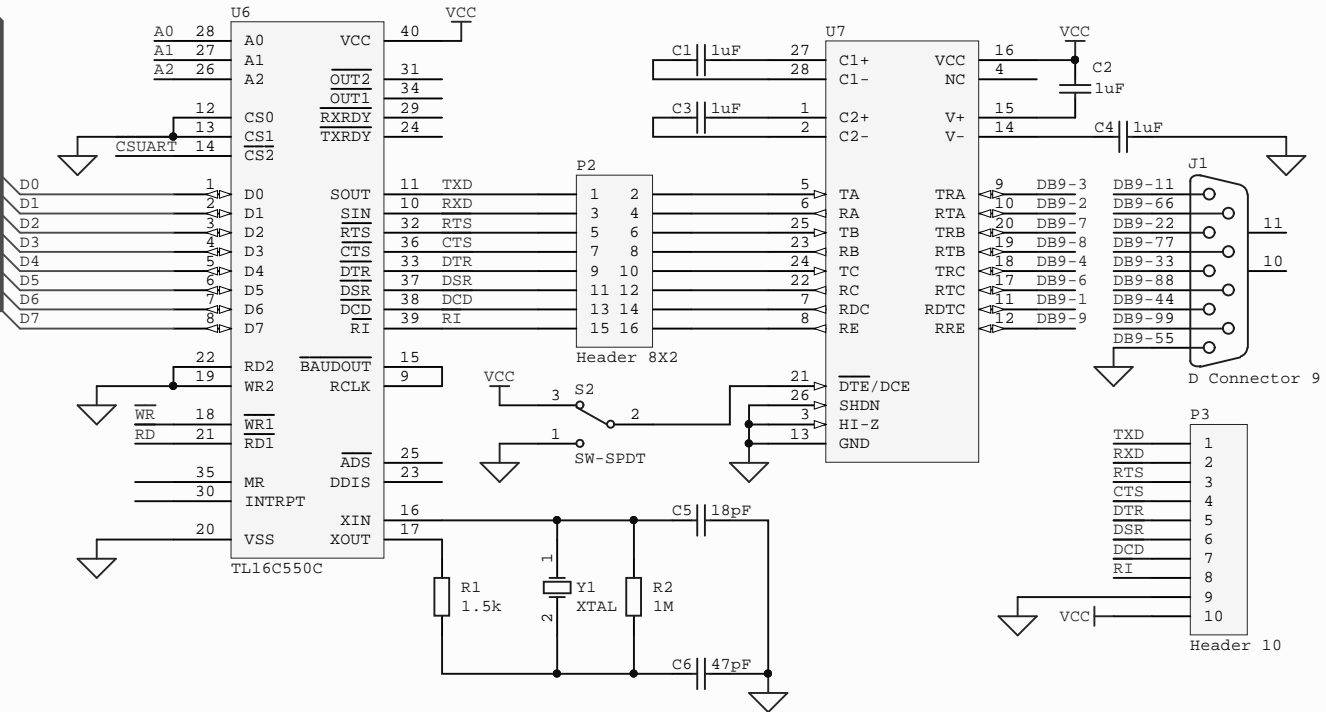 U6
A0 28 A0
A1 27 A1
A2 26 A2
12 CS0
13 CS1
CSUART 14 CS2
D0 1 D0
D1 2 D1
D2 3 D2
D3 4 D3
D4 5 D4
D5 6 D5
D6 7 D6
D7 8 D7
22 RD2
19 WR2
WR 18 WR1
RD 21 RD1
35 MR
30 INTRPT
20 VSS
VCC 40 VCC
OUT2 31
OUT1 34
RXRDY 29
TXRDY 24
SOUT 11 TXD
SIN 10 RXD
RTS 32 RTS
CTS 36 CTS
DTR 33 DTR
DSR 37 DSR
DCD 38 DCD
RI 39 RI
BAUDOUT 15
RCLK 9
ADS 25
DDIS 23
XIN 16
XOUT 17
TL16C550C
P2
1 2
3 4
5 6
7 8
9 10
11 12
13 14
15 16
Header 8X2
VCC
3 S2
2
1
SW-SPDT
R1
1.5k
1
Y1
XTAL
2
R2
1M
C5 18pF
C6 47pF
U7
C1 1uF 27 C1+
28 C1-
C3 1uF 1 C2+
2 C2-
5 TA
6 RA
25 TB
23 RB
24 TC
22 RC
7 RDC
8 RE
21 DTE/DCE
26 SHDN
3 HI-Z
13 GND
VCC
VCC 16
NC 4
C2
1uF
V+ 15
V- 14 C4 1uF
TRA 9 DB9-3
RTA 10 DB9-2
TRB 20 DB9-7
RTB 19 DB9-8
TRC 18 DB9-4
RTC 17 DB9-6
RDTC 11 DB9-1
RRE 12 DB9-9
J1
DB9-11
DB9-66
DB9-22
DB9-77
DB9-33
DB9-88
DB9-44
DB9-99
DB9-55
11
10
D Connector 9
P3
TXD 1
RXD 2
RTS 3
CTS 4
DTR 5
DSR 6
DCD 7
RI 8
9
VCC 10
Header 10